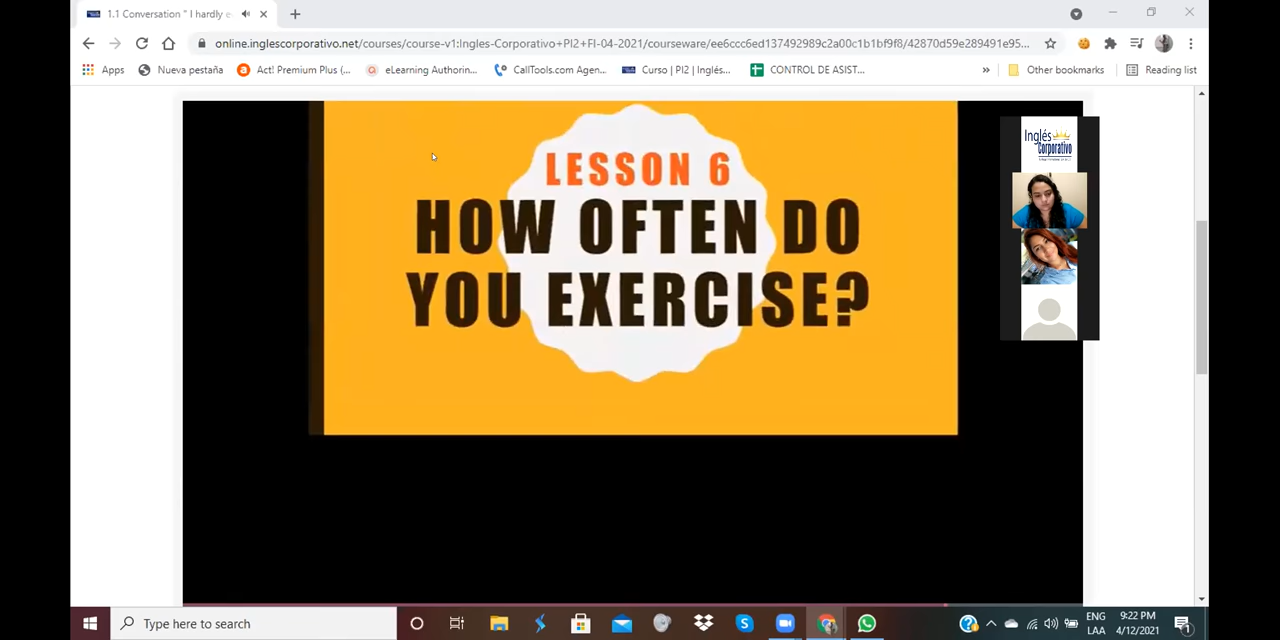 1.1 Conversation " I hardly e
online.inglescorporativo.net/courses/course-v1:Ingles-Corporativo+PI2+FI-04-2021/courseware/ee6ccc6ed137492989c2a00c1b1bf9f8/42870d59e289491e95...
Apps Nueva pestaña Act! Premium Plus (... eLearning Authorin... CallTools.com Agen... Curso | PI2 | Inglés... CONTROL DE ASIST... » Other bookmarks Reading list
LESSON 6
HOW OFTEN DO
YOU EXERCISE?
Inglés
Corporativo
Type here to search
ENG
LAA
9:22 PM
4/12/2021
1